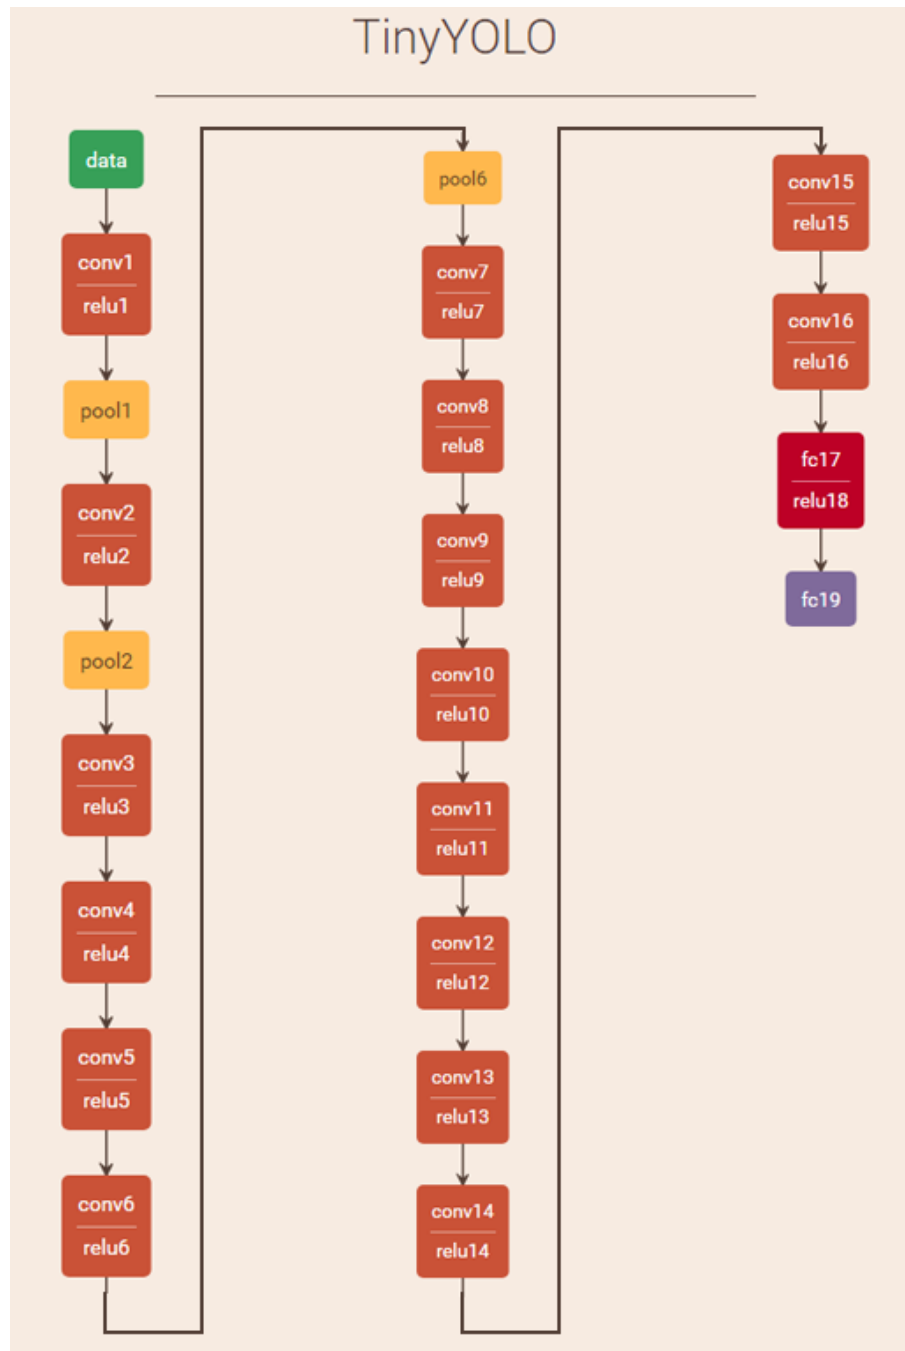 TinyYOLO
data
conv1
relu1
pool1
conv2
relu2
pool2
conv3
relu3
conv4
relu4
conv5
relu5
conv6
relu6
pool6
conv7
relu7
conv8
relu8
conv9
relu9
conv10
relu10
conv11
relu11
conv12
relu12
conv13
relu13
conv14
relu14
conv15
relu15
conv16
relu16
fc17
relu18
fc19